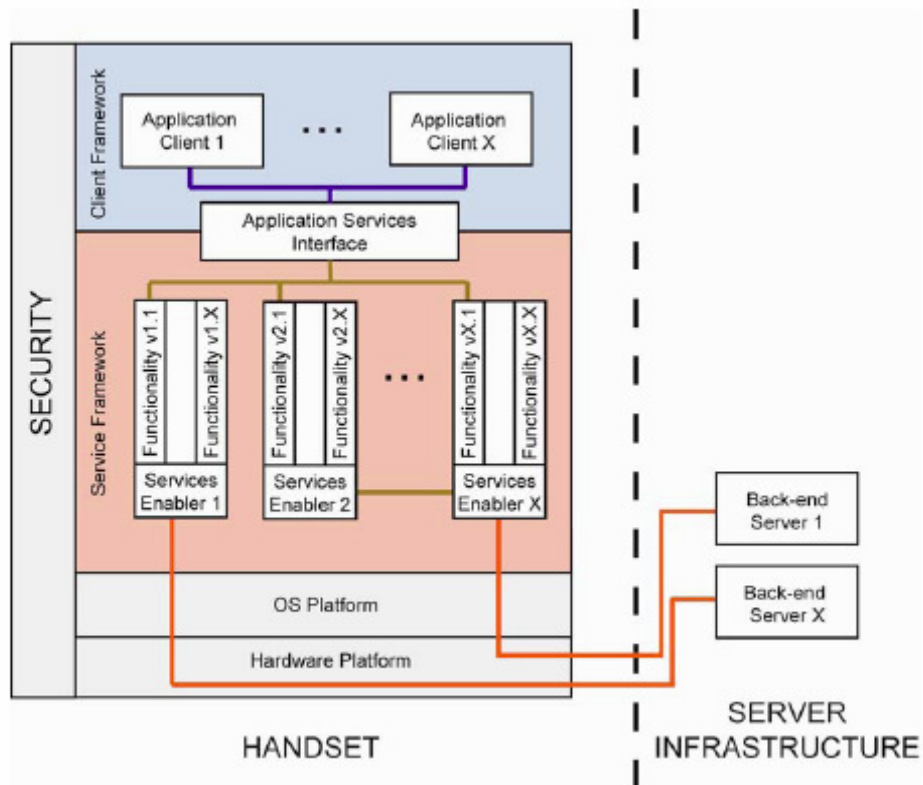 SECURITY
Client Framework
Application
Client 1
...
Application
Client X
Application Services
Interface
Service Framework
Functionality v1.1
Functionality v1.X
Services
Enabler 1
Functionality v2.1
Functionality v2.X
Services
Enabler 2
...
Functionality vX.1
Functionality vX.X
Services
Enabler X
OS Platform
Hardware Platform
HANDSET
Back-end
Server 1
Back-end
Server X
SERVER
INFRASTRUCTURE